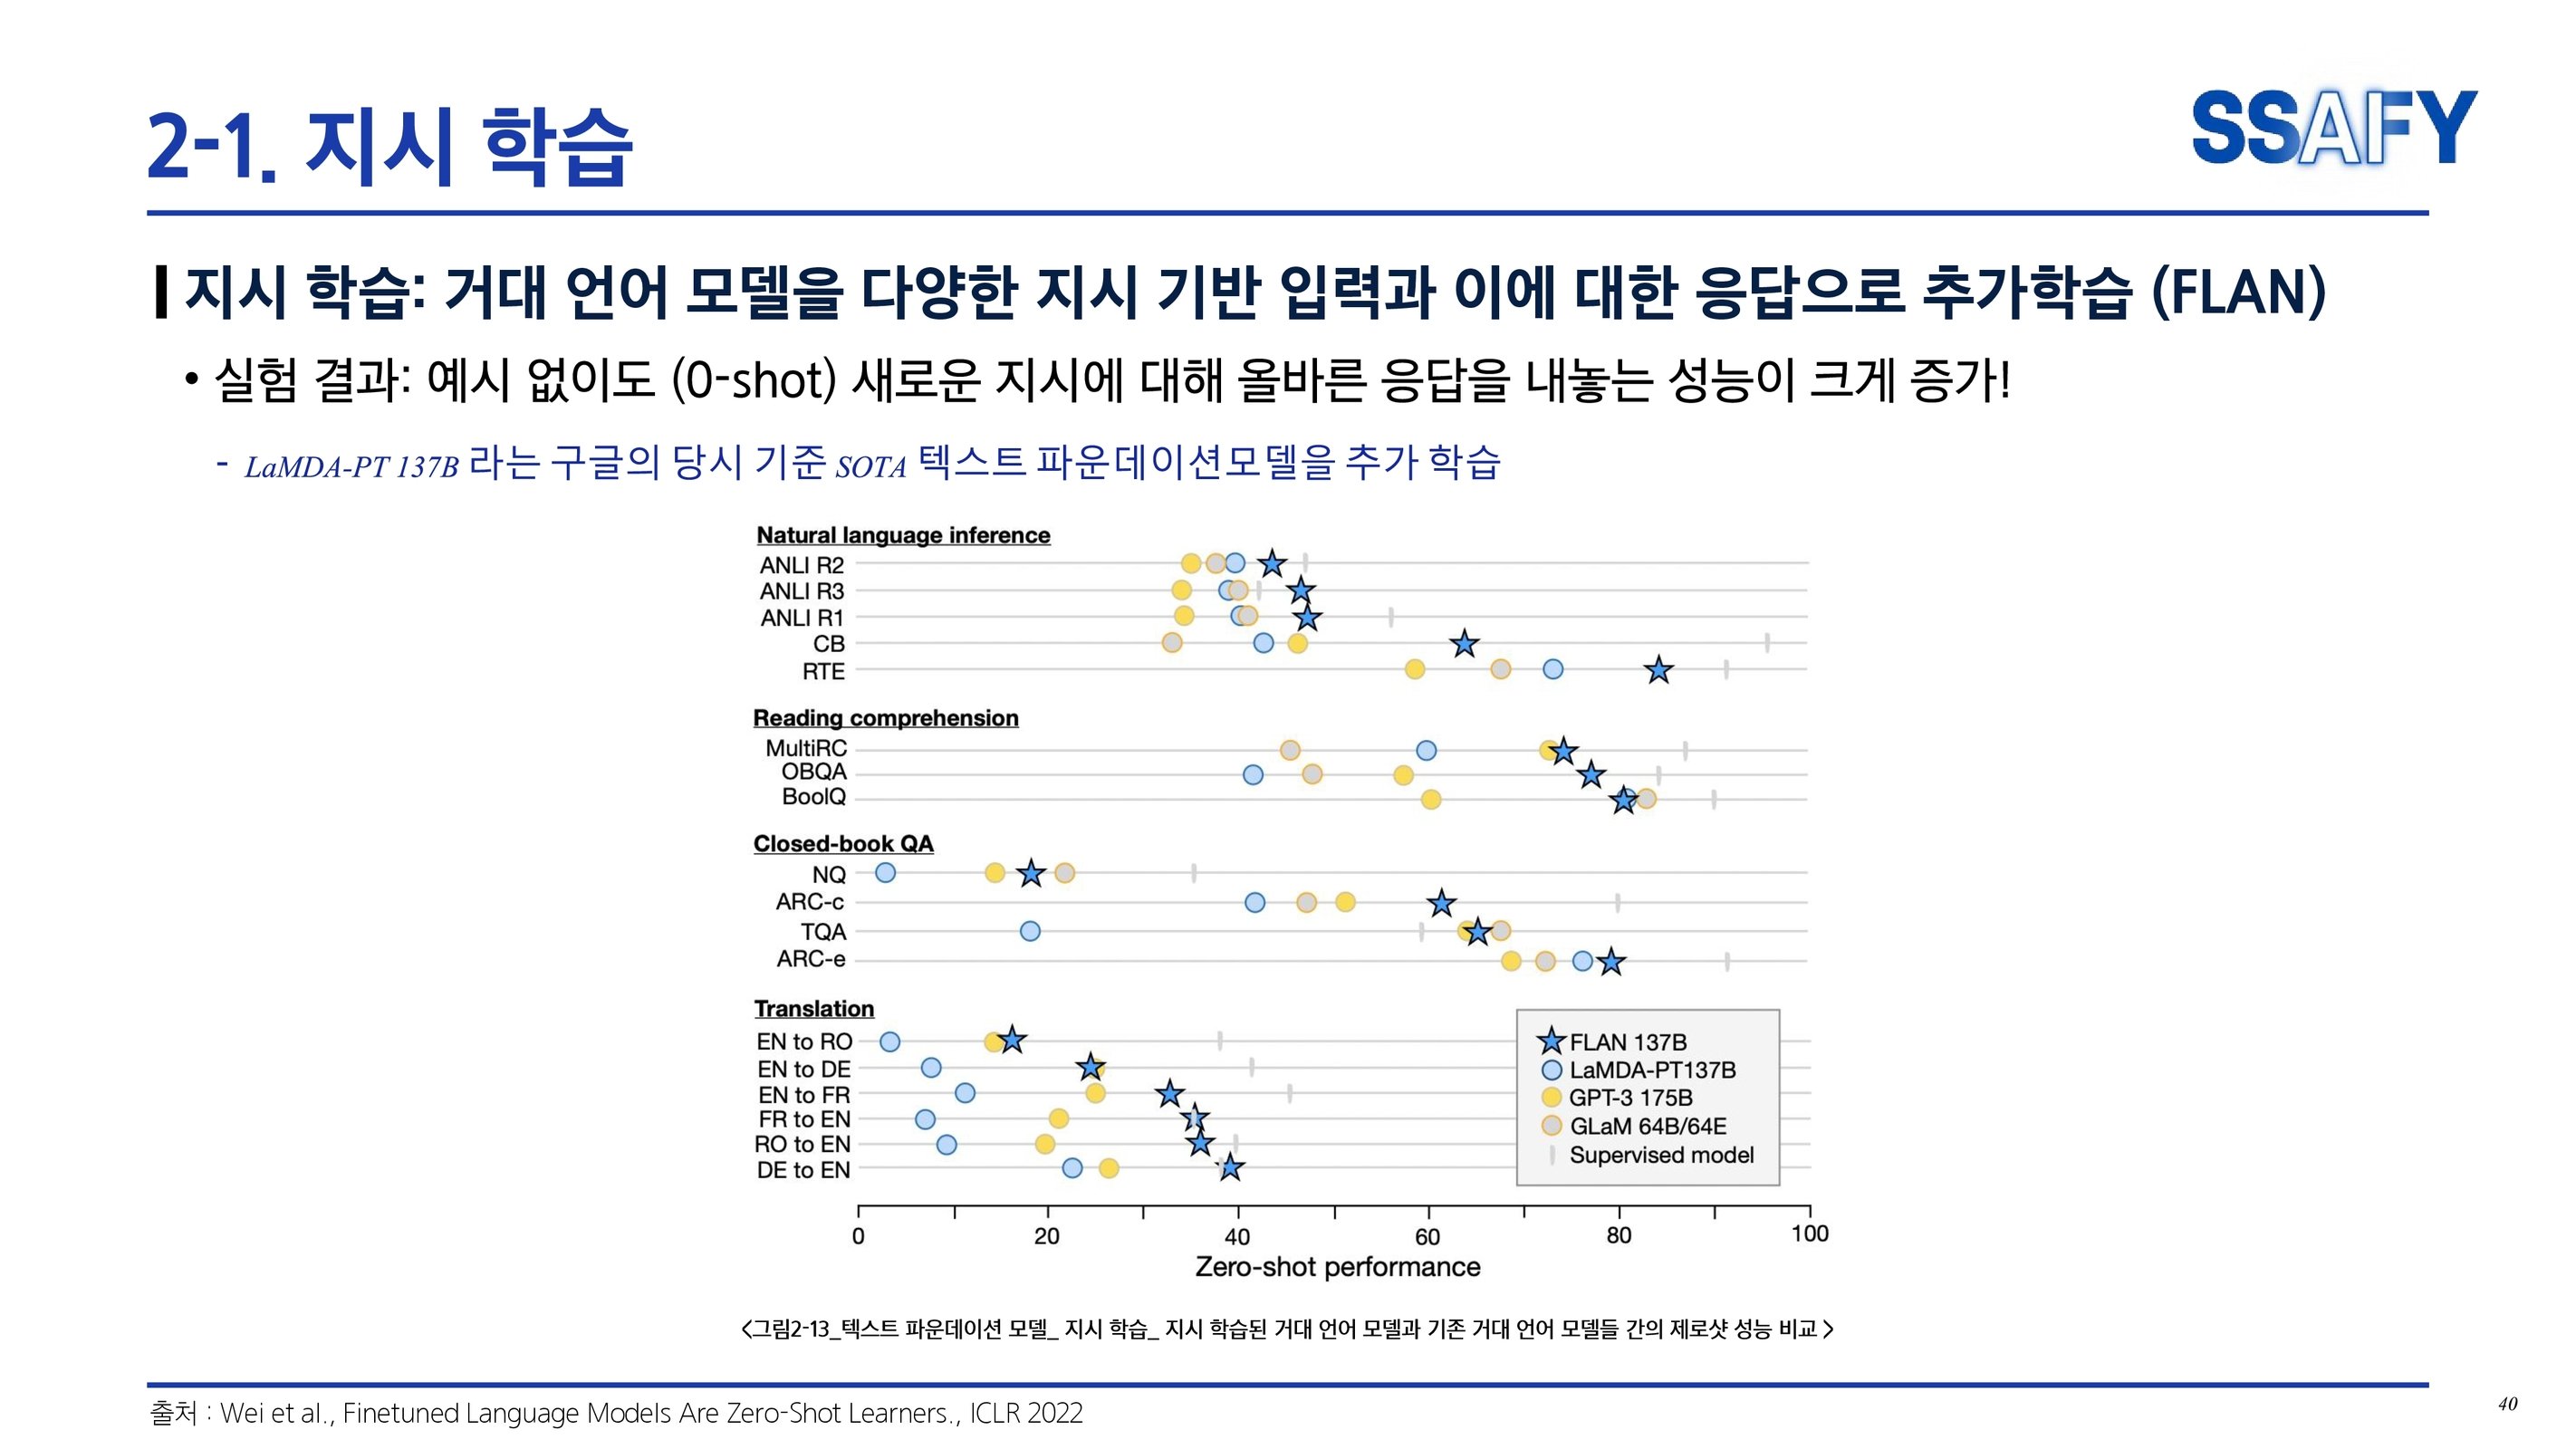 2-1. 지시 학습
SSAFY
지시 학습: 거대 언어 모델을 다양한 지시 기반 입력과 이에 대한 응답으로 추가학습 (FLAN)
• 실험 결과: 예시 없이도 (0-shot) 새로운 지시에 대해 올바른 응답을 내놓는 성능이 크게 증가!
- LaMDA-PT 137B 라는 구글의 당시 기준 SOTA 텍스트 파운데이션모델을 추가 학습
Natural language inference
ANLI R2
ANLI R3
ANLI R1
CB
RTE
Reading comprehension
MultiRC
OBQA
BoolQ
Closed-book QA
NQ
ARC-c
TQA
ARC-e
Translation
EN to RO
EN to DE
EN to FR
FR to EN
RO to EN
DE to EN
FLAN 137B
LaMDA-PT137B
GPT-3 175B
GLaM 64B/64E
Supervised model
0 20 40 60 80 100
Zero-shot performance
<그림2-13_텍스트 파운데이션 모델_ 지시 학습_ 지시 학습된 거대 언어 모델과 기존 거대 언어 모델들 간의 제로샷 성능 비교>
출처 : Wei et al., Finetuned Language Models Are Zero-Shot Learners., ICLR 2022
40